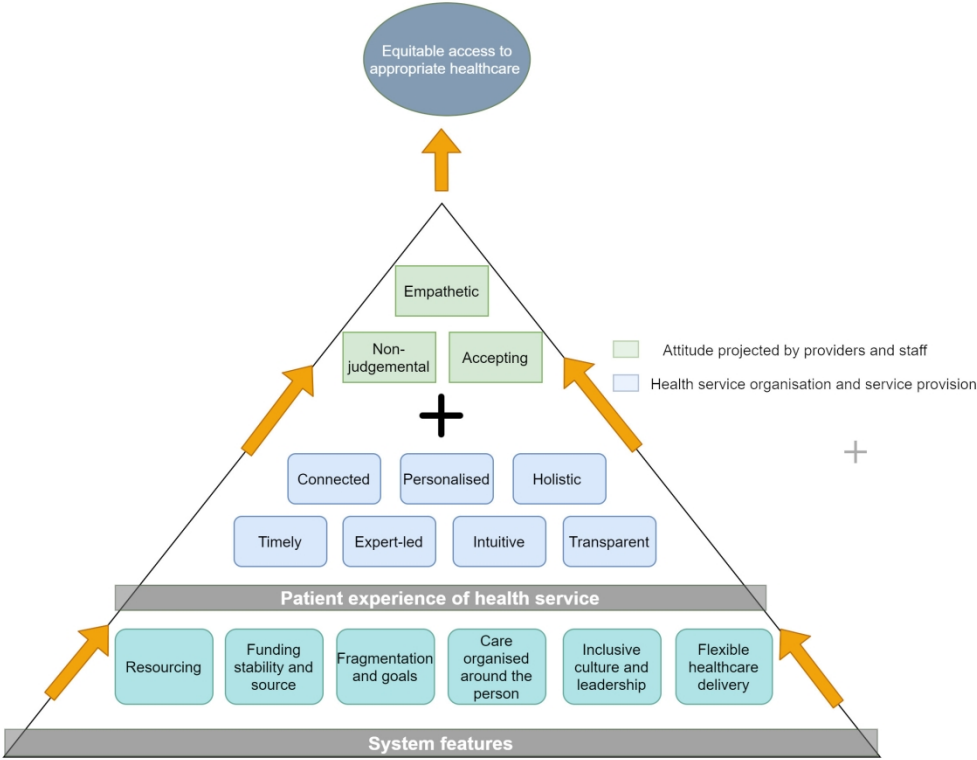 Equitable access to
appropriate healthcare
Empathetic
Non-
judgemental
Accepting
Attitude projected by providers and staff
Health service organisation and service provision
Connected
Personalised
Holistic
Timely
Expert-led
Intuitive
Transparent
Patient experience of health service
Resourcing
Funding
stability and
source
Fragmentation
and goals
Care
organised
around the
person
Inclusive
culture and
leadership
Flexible
healthcare
delivery
System features